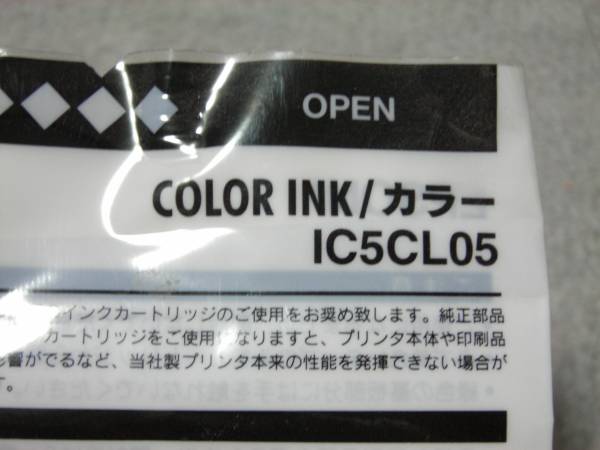 OPEN
COLOR INK/カラー
IC5CL05
インクカートリッジのご使用をお奨め致します。純正部品
カートリッジをご使用になりますと、プリンタ本体や印刷品
影響がでるなど、当社製プリンタ本来の性能を発揮できない場合が
す。